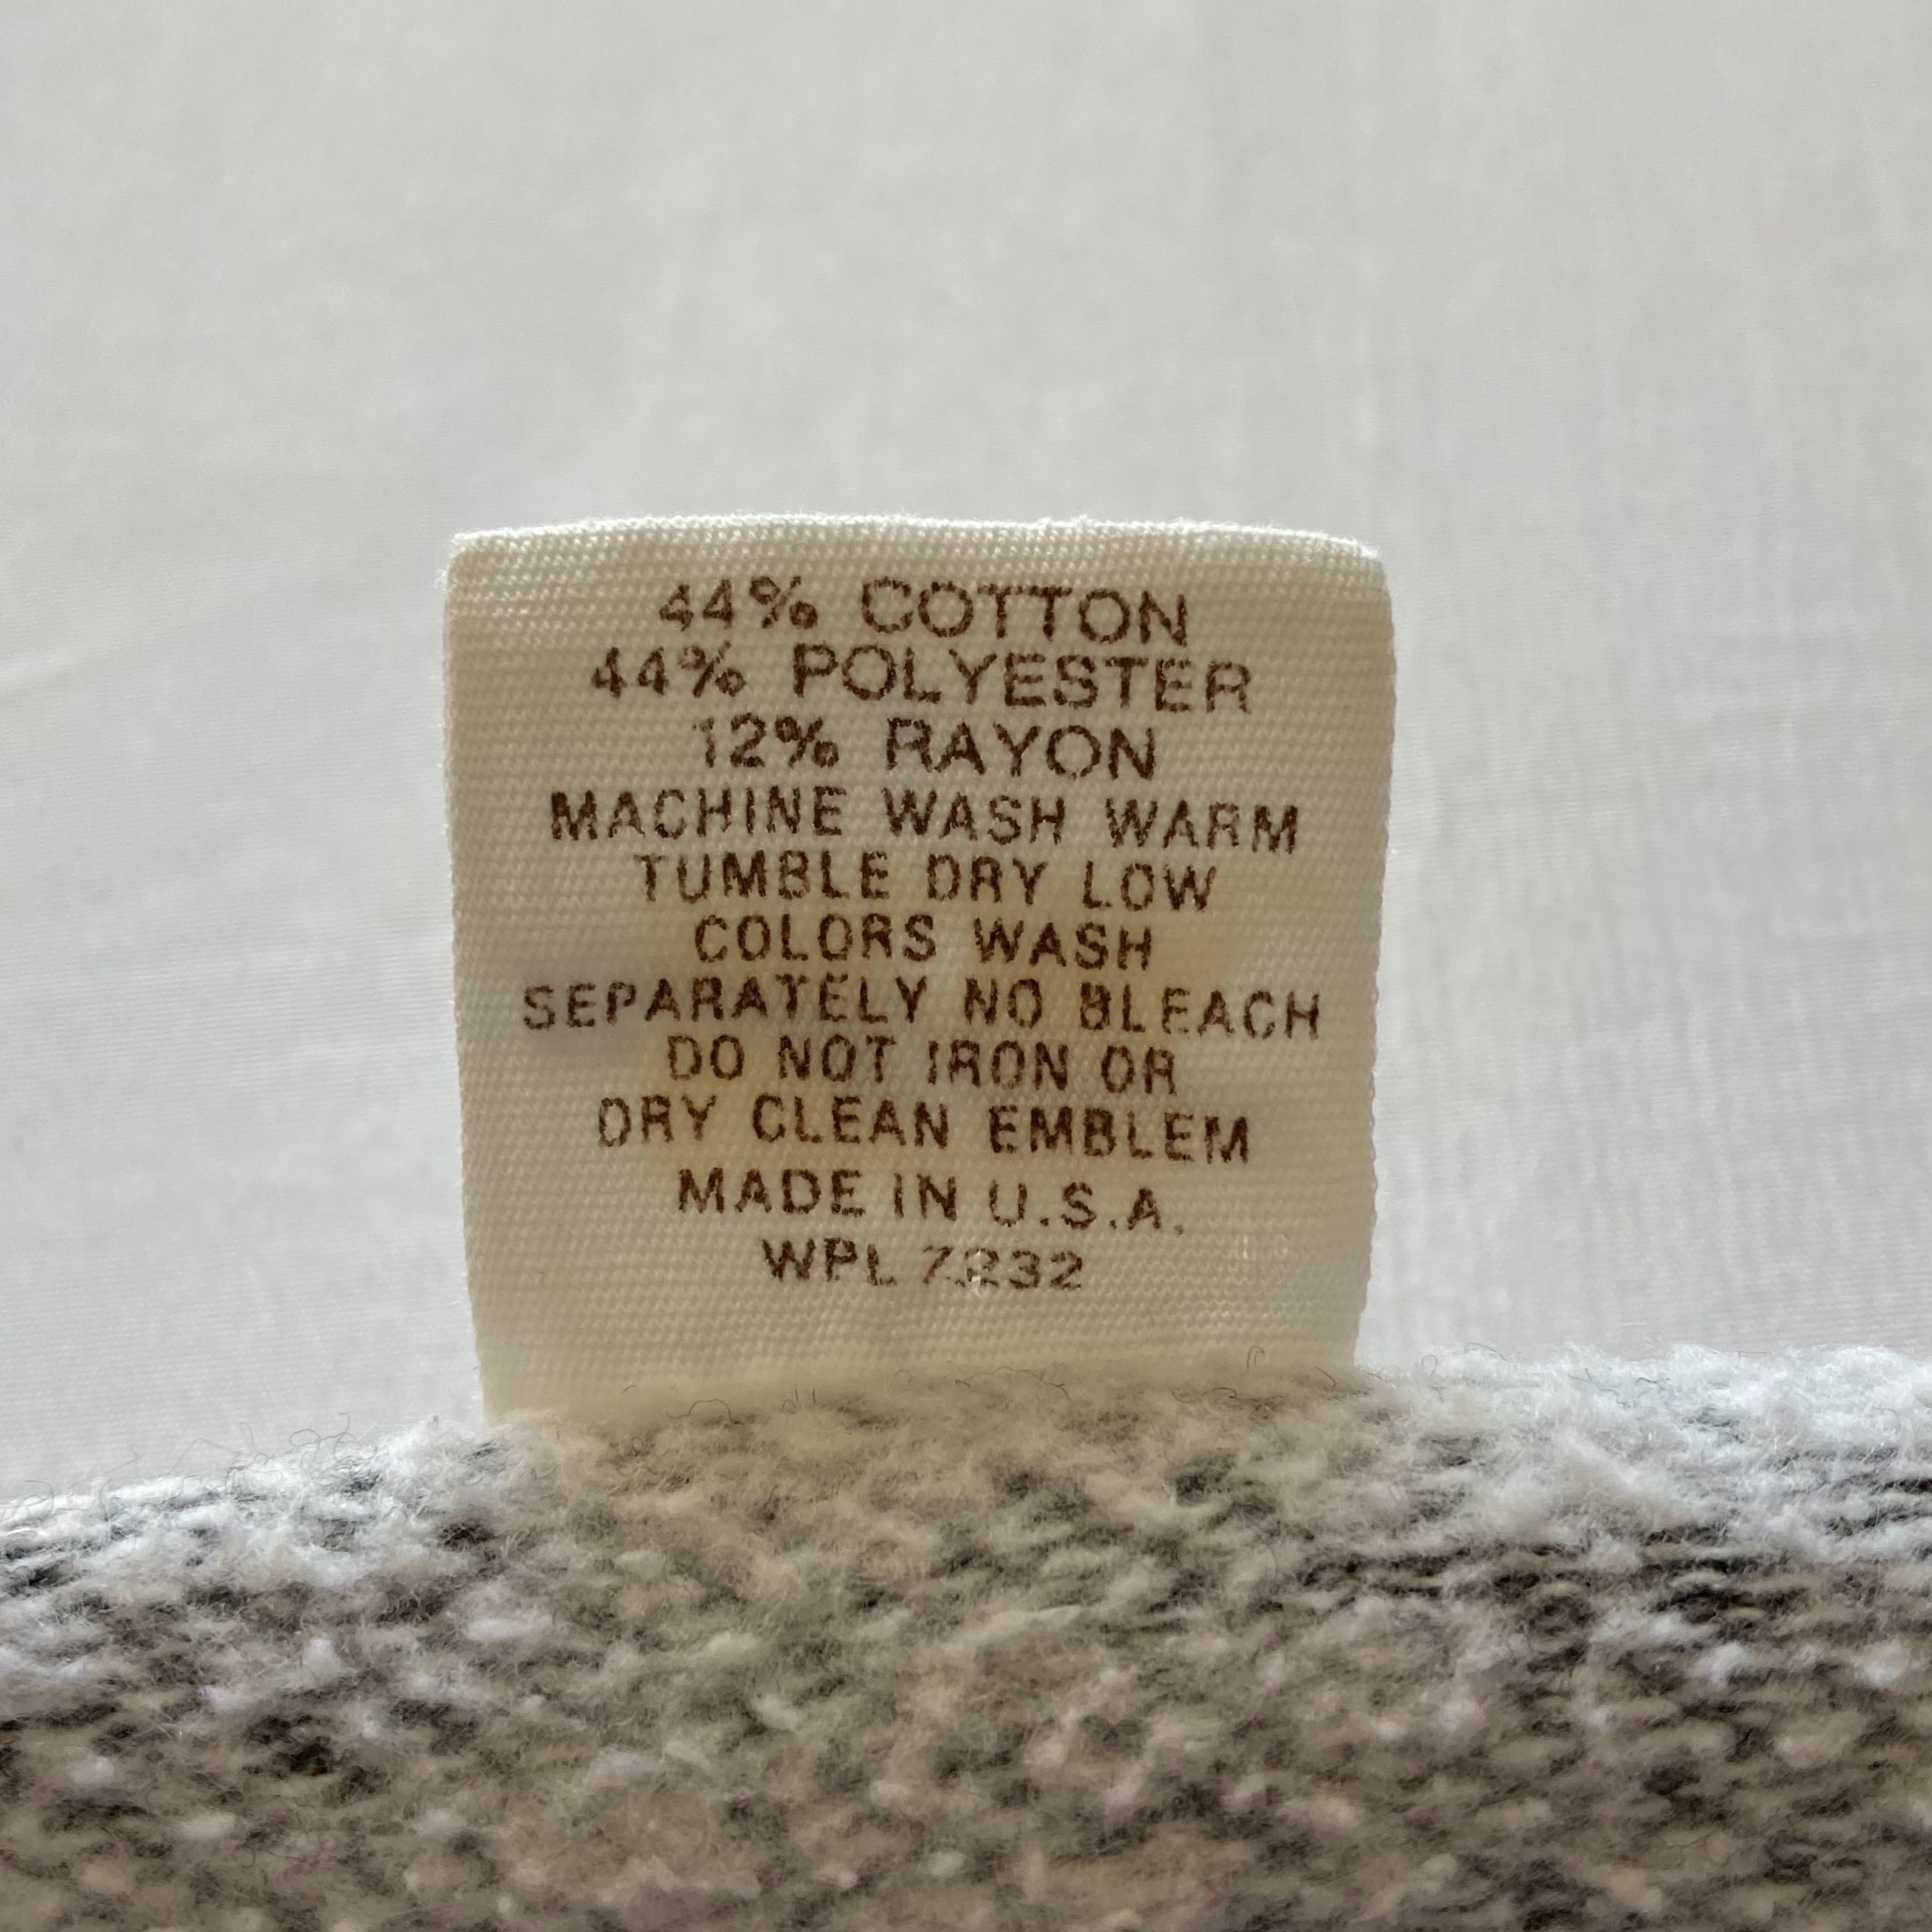 44% COTTON
44% POLYESTER
12% RAYON
MACHINE WASH WARM
TUMBLE DRY LOW
COLORS WASH
SEPARATELY NO BLEACH
DO NOT IRON OR
DRY CLEAN EMBLEM
MADE IN U.S.A.
WPL